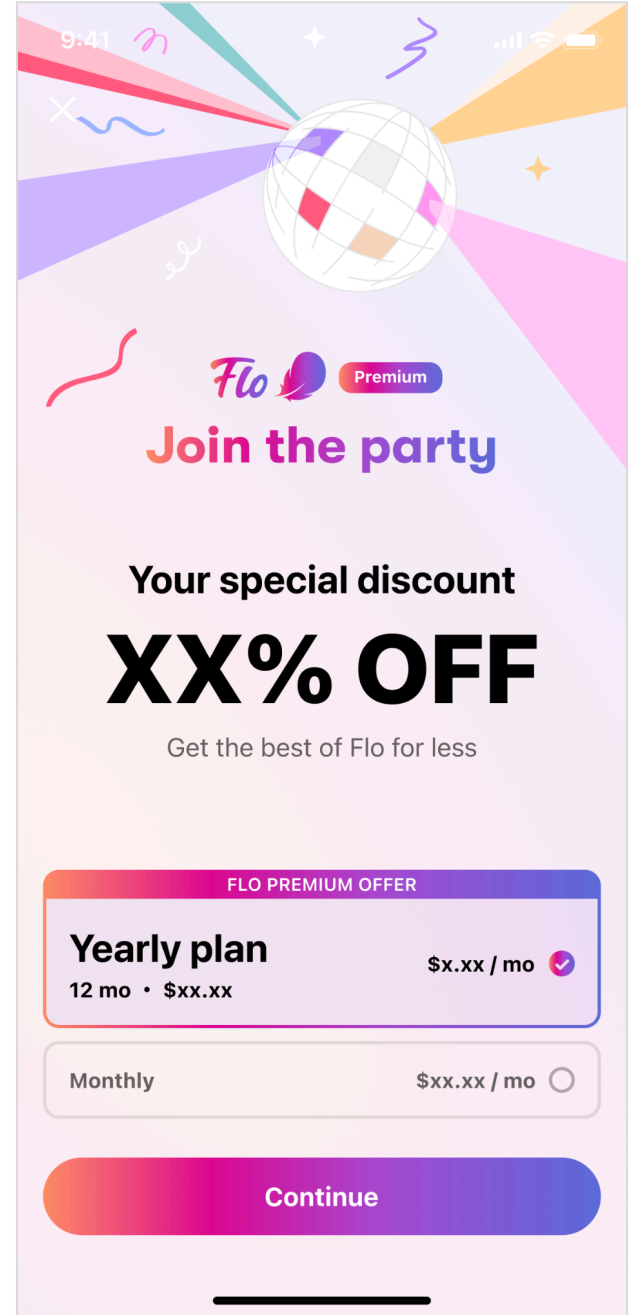 9:41
Flo Premium
Join the party
Your special discount
XX% OFF
Get the best of Flo for less
FLO PREMIUM OFFER
Yearly plan
$x.xx / mo
12 mo • $xx.xx
Monthly $xx.xx / mo
Continue